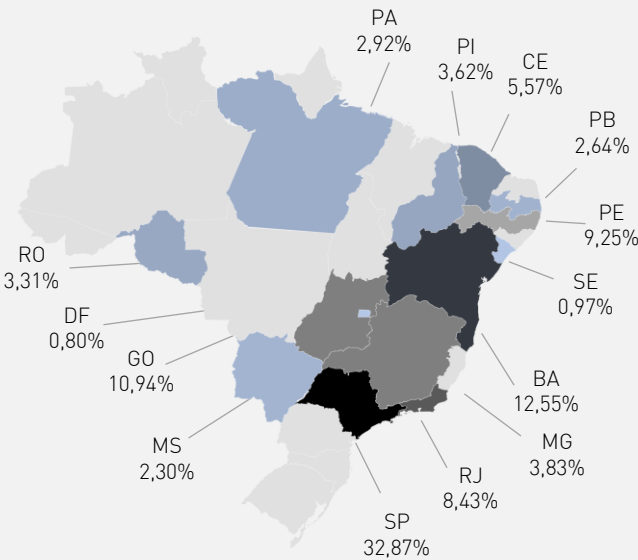 PA
2,92%
PI
3,62%
CE
5,57%
PB
2,64%
PE
9,25%
SE
0,97%
RO
3,31%
DF
0,80%
GO
10,94%
BA
12,55%
MG
3,83%
MS
2,30%
RJ
8,43%
SP
32,87%